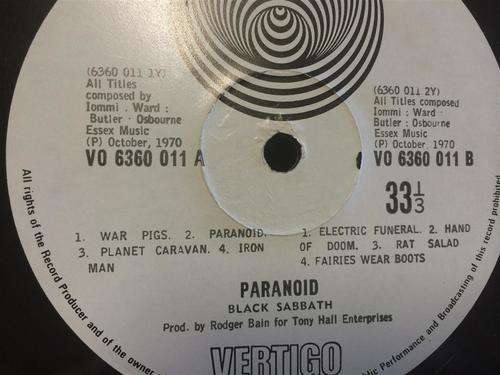 (6360 011 1Y)
All Titles
composed by
Iommi . Ward :
Butler . Osbourne
Essex Music
(P) October, 1970
VO 6360 011 A
(6360 011 2Y)
All Titles composed
Iommi : Ward :
Butler : Osbourne
Essex Music
(P) October, 1970
VO 6360 011 B
33⅓
1. WAR PIGS. 2. PARANOID.
3. PLANET CARAVAN. 4. IRON
MAN
1. ELECTRIC FUNERAL. 2. HAND
OF DOOM. 3. RAT SALAD
4. FAIRIES WEAR BOOTS
PARANOID
BLACK SABBATH
Prod. by Rodger Bain for Tony Hall Enterprises
VERTIGO
All rights of the Record Producer and of the owner
Public Performance and Broadcasting of this record prohibited